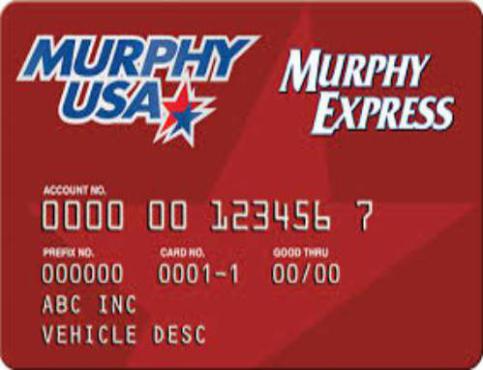 MURPHY USA
MURPHY EXPRESS
ACCOUNT NO.
0000 00 123456 7
PREFIX NO. CARD NO. GOOD THRU
000000 0001-1 00/00
ABC INC
VEHICLE DESC